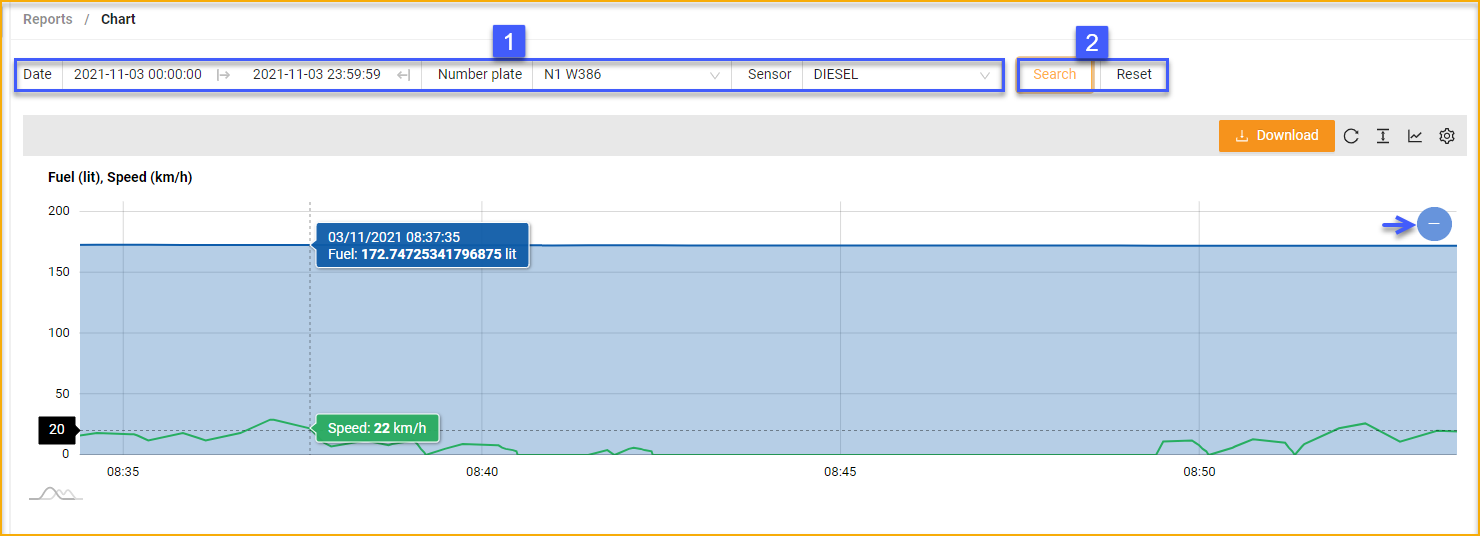 Reports / Chart
1
2
Date 2021-11-03 00:00:00 2021-11-03 23:59:59 Number plate N1 W386 Sensor DIESEL Search Reset
Download
Fuel (lit), Speed (km/h)
200
03/11/2021 08:37:35
Fuel: 172.74725341796875 lit
150
100
50
20
Speed: 22 km/h
0
08:35 08:40 08:45 08:50